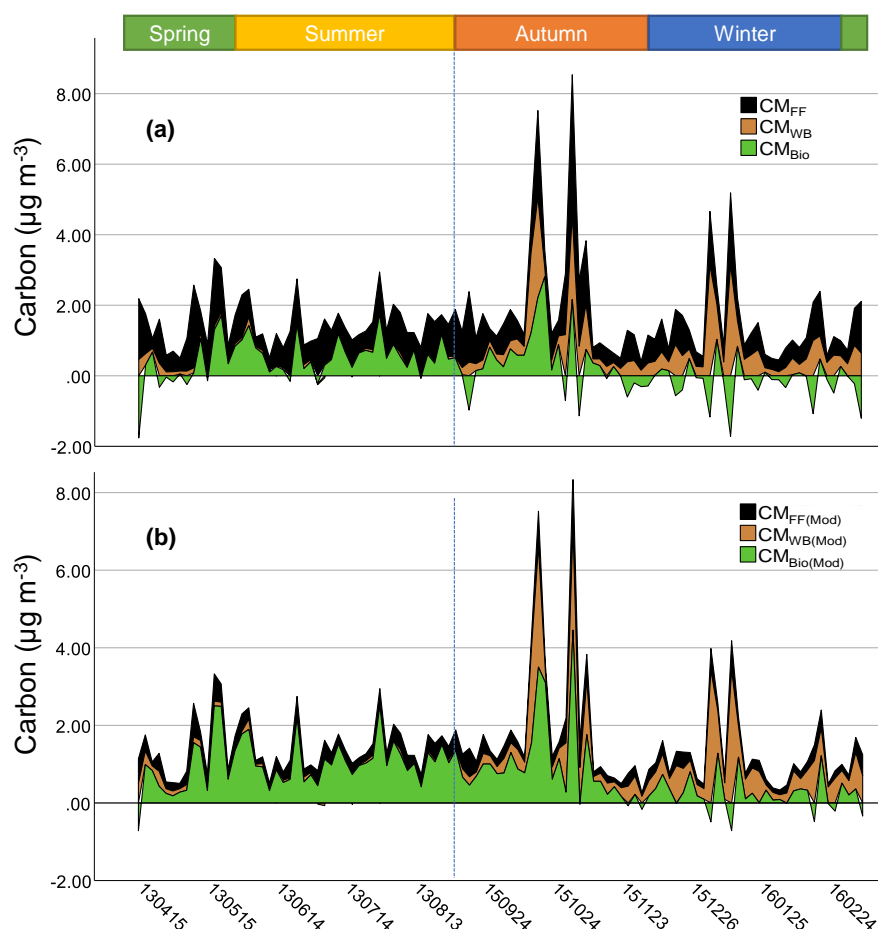 Spring Summer Autumn Winter
8.00
6.00
4.00
2.00
.00
-2.00
Carbon (µg m-3)
(a)
CMFF
CMWB
CMBio
8.00
6.00
4.00
2.00
.00
-2.00
Carbon (µg m-3)
(b)
CMFF(Mod)
CMWB(Mod)
CMBio(Mod)
130415 130515 130614 130714 130813 150924 151024 151123 151226 160125 160224